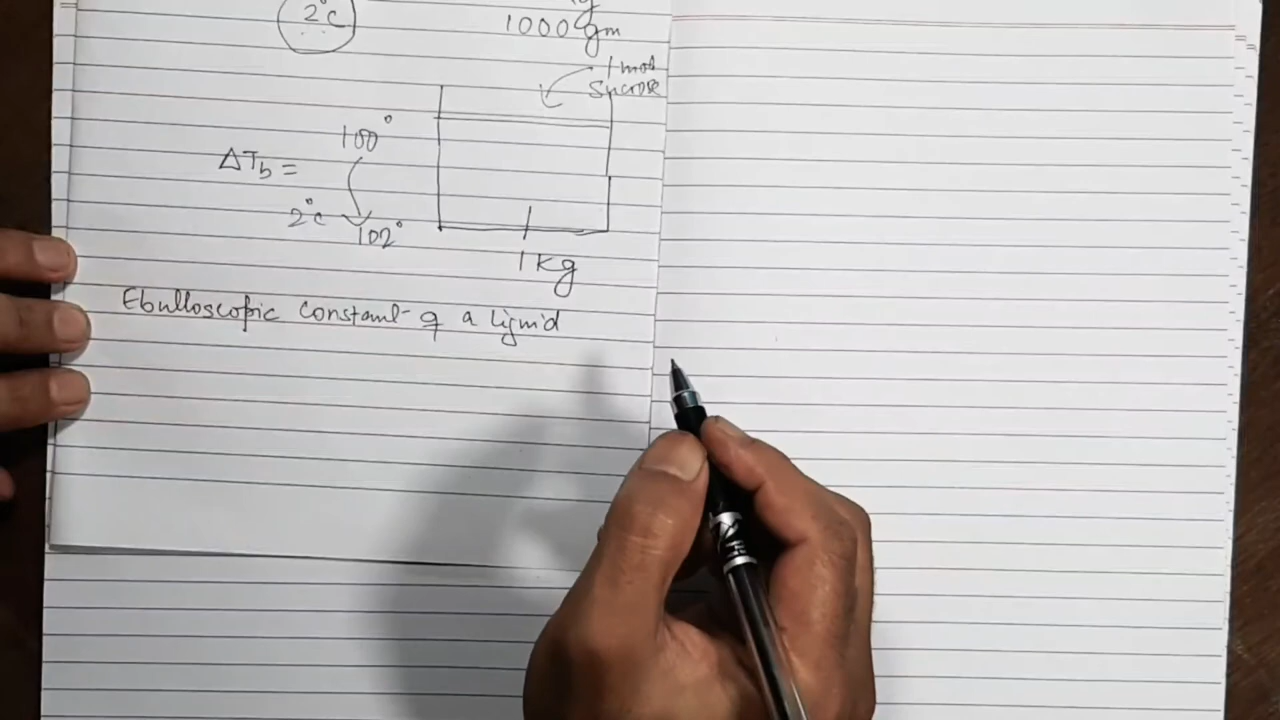 2°C
1000 gm
1 mol
Sucrose
100°
ΔTb =
2°C
102°
1 kg
Ebulloscopic constant of a liquid